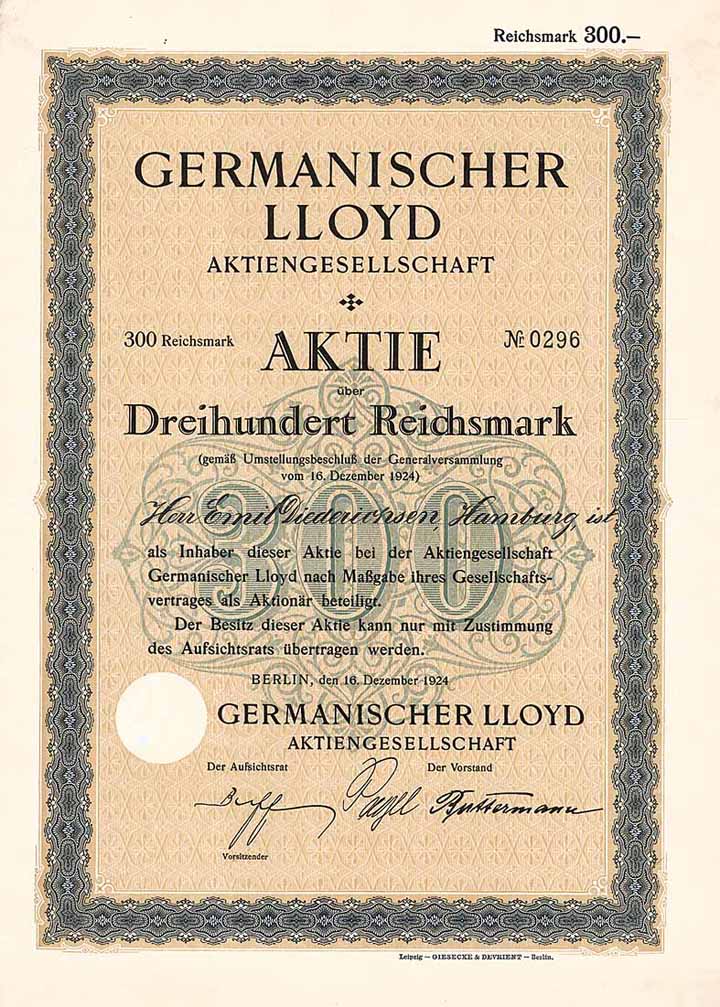 Reichsmark 300.—
GERMANISCHER
LLOYD
AKTIENGESELLSCHAFT
300 Reichsmark AKTIE № 0296
über
Dreihundert Reichsmark
(gemäß Umstellungsbeschluß der Generalversammlung
vom 16. Dezember 1924)
300
Herr Emil Diederichsen Hamburg ist
als Inhaber dieser Aktie bei der Aktiengesellschaft
Germanischer Lloyd nach Maßgabe ihres Gesellschafts-
vertrages als Aktionär beteiligt.
Der Besitz dieser Aktie kann nur mit Zustimmung
des Aufsichtsrats übertragen werden.
BERLIN, den 16. Dezember 1924
GERMANISCHER LLOYD
AKTIENGESELLSCHAFT
Der Aufsichtsrat Der Vorstand
Pagel Buttermann
Vorsitzender
Leipzig — GIESECKE & DEVRIENT — Berlin.